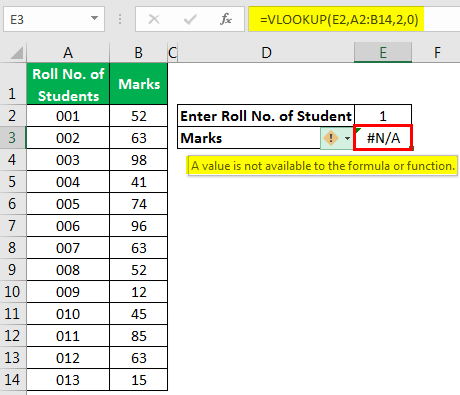 E3 =VLOOKUP(E2,A2:B14,2,0)
A B C D E F
1 Roll No. of Students Marks
2 001 52 Enter Roll No. of Student 1
3 002 63 Marks #N/A
4 003 98 A value is not available to the formula or function.
5 004 41
6 005 74
7 006 96
8 007 63
9 008 52
10 009 12
11 010 45
12 011 85
13 012 63
14 013 15